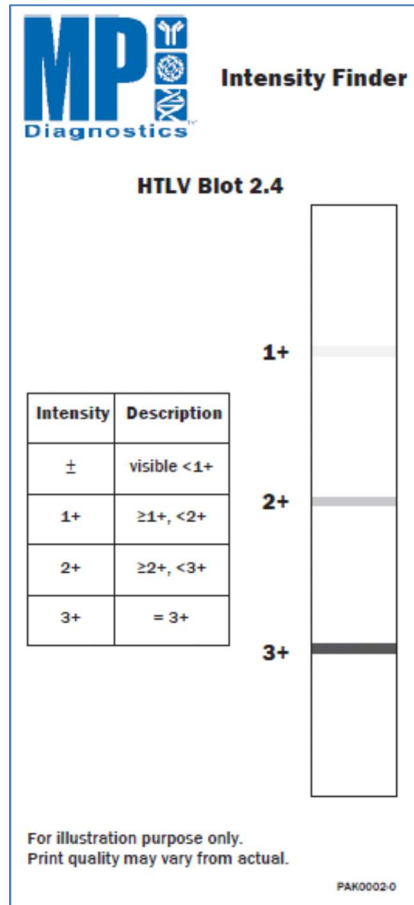 MP
Diagnostics™
Intensity Finder
HTLV Blot 2.4
1+
2+
3+
Intensity Description
± visible <1+
1+ ≥1+, <2+
2+ ≥2+, <3+
3+ = 3+
For illustration purpose only.
Print quality may vary from actual.
PAK0002-0